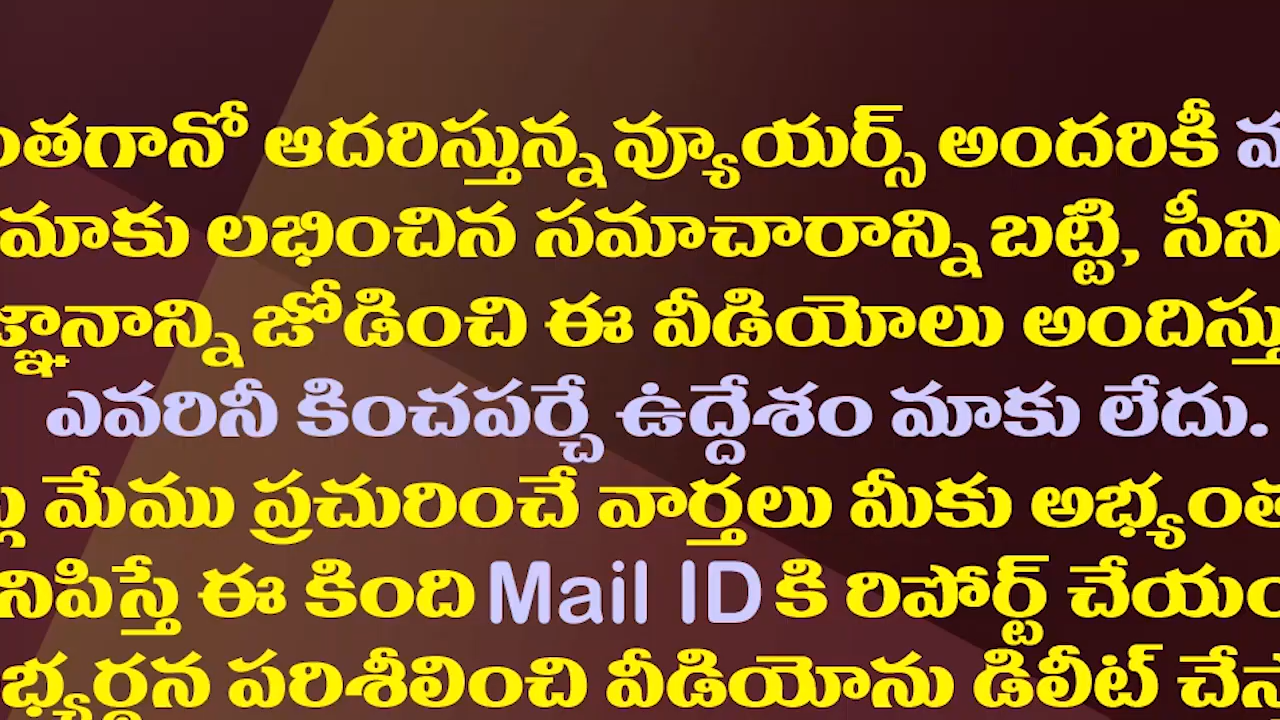 ంతగానో ఆదరిస్తున్న వ్యూయర్స్ అందరికీ
మాకు లభించిన సమాచారాన్ని బట్టి, సీని
జ్ఞానాన్ని జోడించి ఈ వీడియోలు అందిస్తు
ఎవరినీ కించపర్చే ఉద్దేశం మాకు లేదు.
ల్లు మేము ప్రచురించే వార్తలు మీకు అభ్యంత
నిపిస్తే ఈ కింది Mail ID కి రిపోర్ట్ చేయం
భ్యర్థన పరిశీలించి వీడియోను డిలీట్ చేస